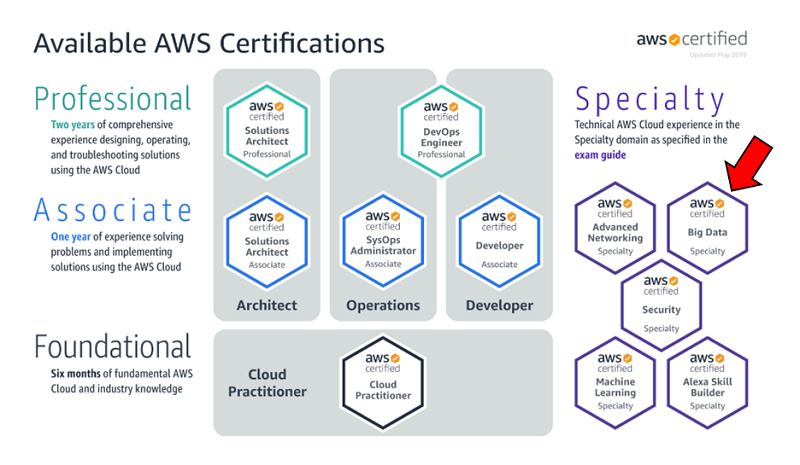 Available AWS Certifications
aws certified
Updated May 2019
Professional
Two years of comprehensive
experience designing, operating,
and troubleshooting solutions
using the AWS Cloud
Associate
One year of experience solving
problems and implementing
solutions using the AWS Cloud
Foundational
Six months of fundamental AWS
Cloud and industry knowledge
aws
certified
Solutions
Architect
Professional
aws
certified
DevOps
Engineer
Professional
aws
certified
Solutions
Architect
Associate
aws
certified
SysOps
Administrator
Associate
aws
certified
Developer
Associate
Architect
Operations
Developer
Cloud
Practitioner
aws
certified
Cloud
Practitioner
Specialty
Technical AWS Cloud experience in the
Specialty domain as specified in the
exam guide
aws
certified
Advanced
Networking
Specialty
aws
certified
Big Data
Specialty
aws
certified
Security
Specialty
aws
certified
Machine
Learning
Specialty
aws
certified
Alexa Skill
Builder
Specialty